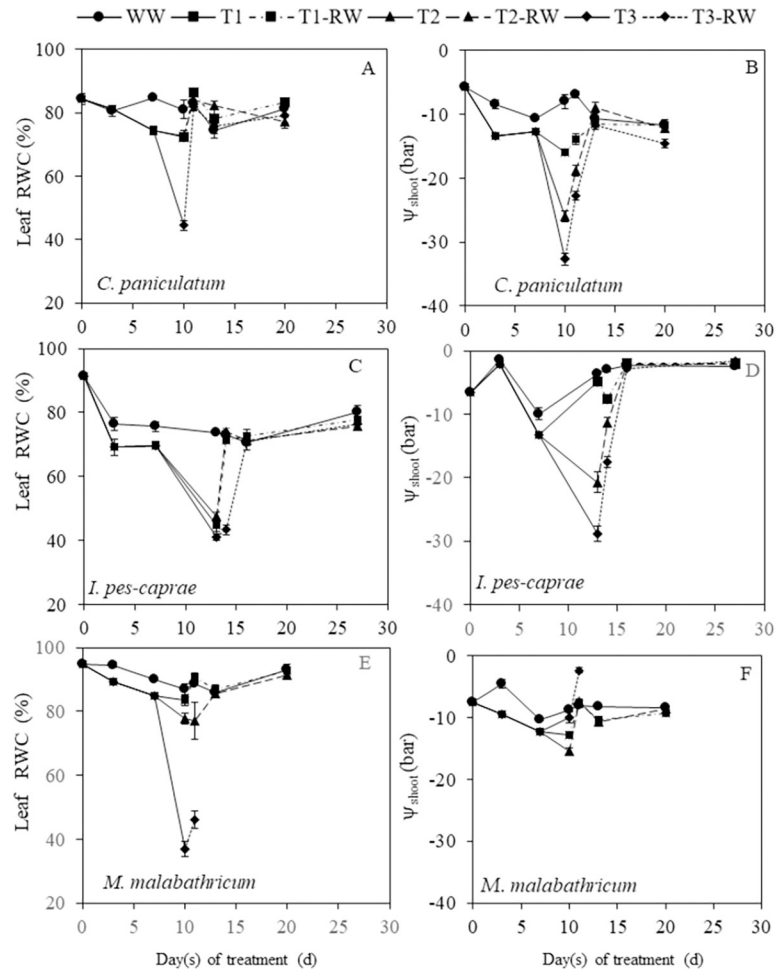 WW T1 T1-RW T2 T2-RW T3 T3-RW
A
Leaf RWC (%)
100
80
60
40
20
C. paniculatum
0 5 10 15 20 25 30
B
Ψshoot (bar)
0
-10
-20
-30
-40
C. paniculatum
0 5 10 15 20 25 30
C
Leaf RWC (%)
100
80
60
40
20
I. pes-caprae
0 5 10 15 20 25 30
D
Ψshoot (bar)
0
-10
-20
-30
-40
I. pes-caprae
0 5 10 15 20 25 30
E
Leaf RWC (%)
100
80
60
40
20
M. malabathricum
0 5 10 15 20 25 30
Day(s) of treatment (d)
F
Ψshoot (bar)
0
-10
-20
-30
-40
M. malabathricum
0 5 10 15 20 25 30
Day(s) of treatment (d)